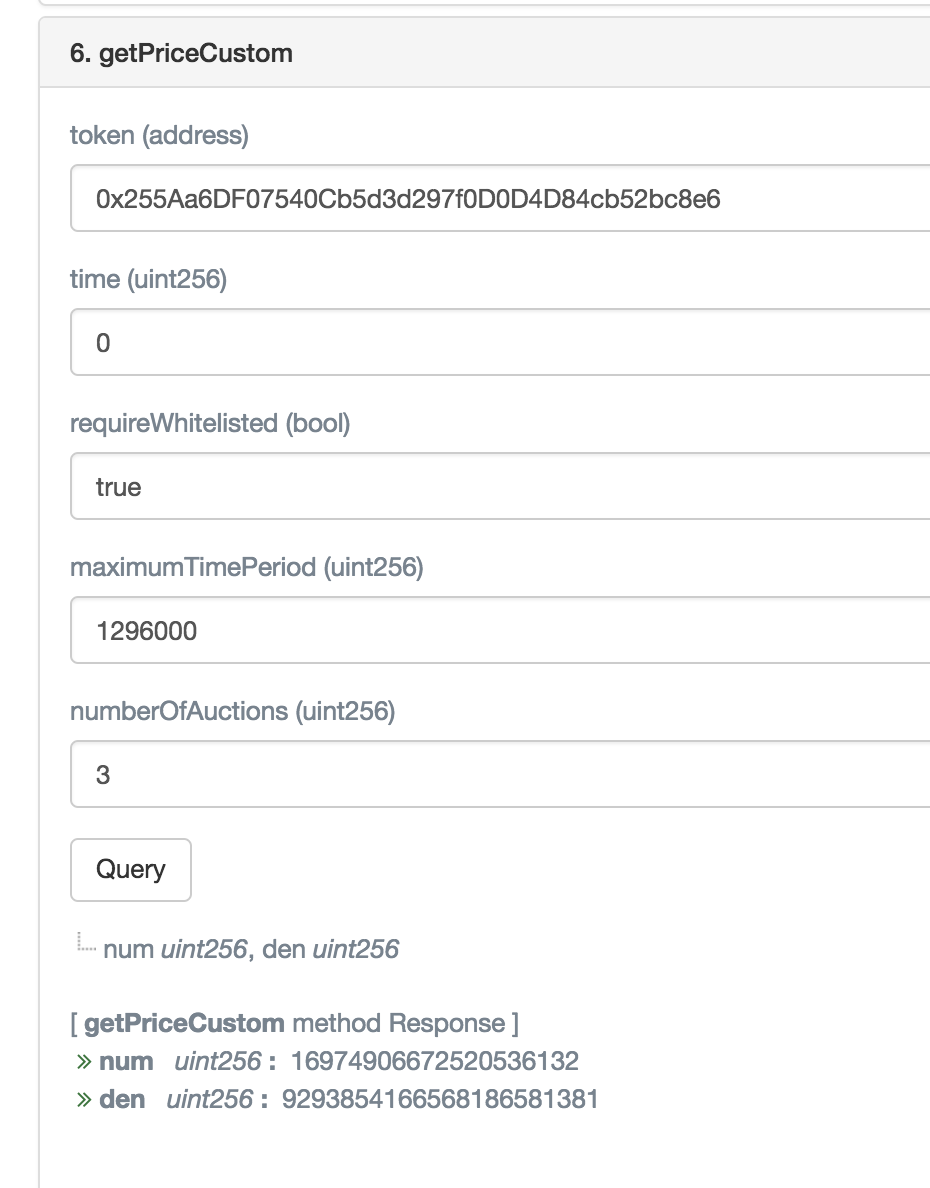 6. getPriceCustom
token (address)
0x255Aa6DF07540Cb5d3d297f0D0D4D84cb52bc8e6
time (uint256)
0
requireWhitelisted (bool)
true
maximumTimePeriod (uint256)
1296000
numberOfAuctions (uint256)
3
Query
num uint256, den uint256
[ getPriceCustom method Response ]
» num uint256 : 16974906672520536132
» den uint256 : 9293854166568186581381